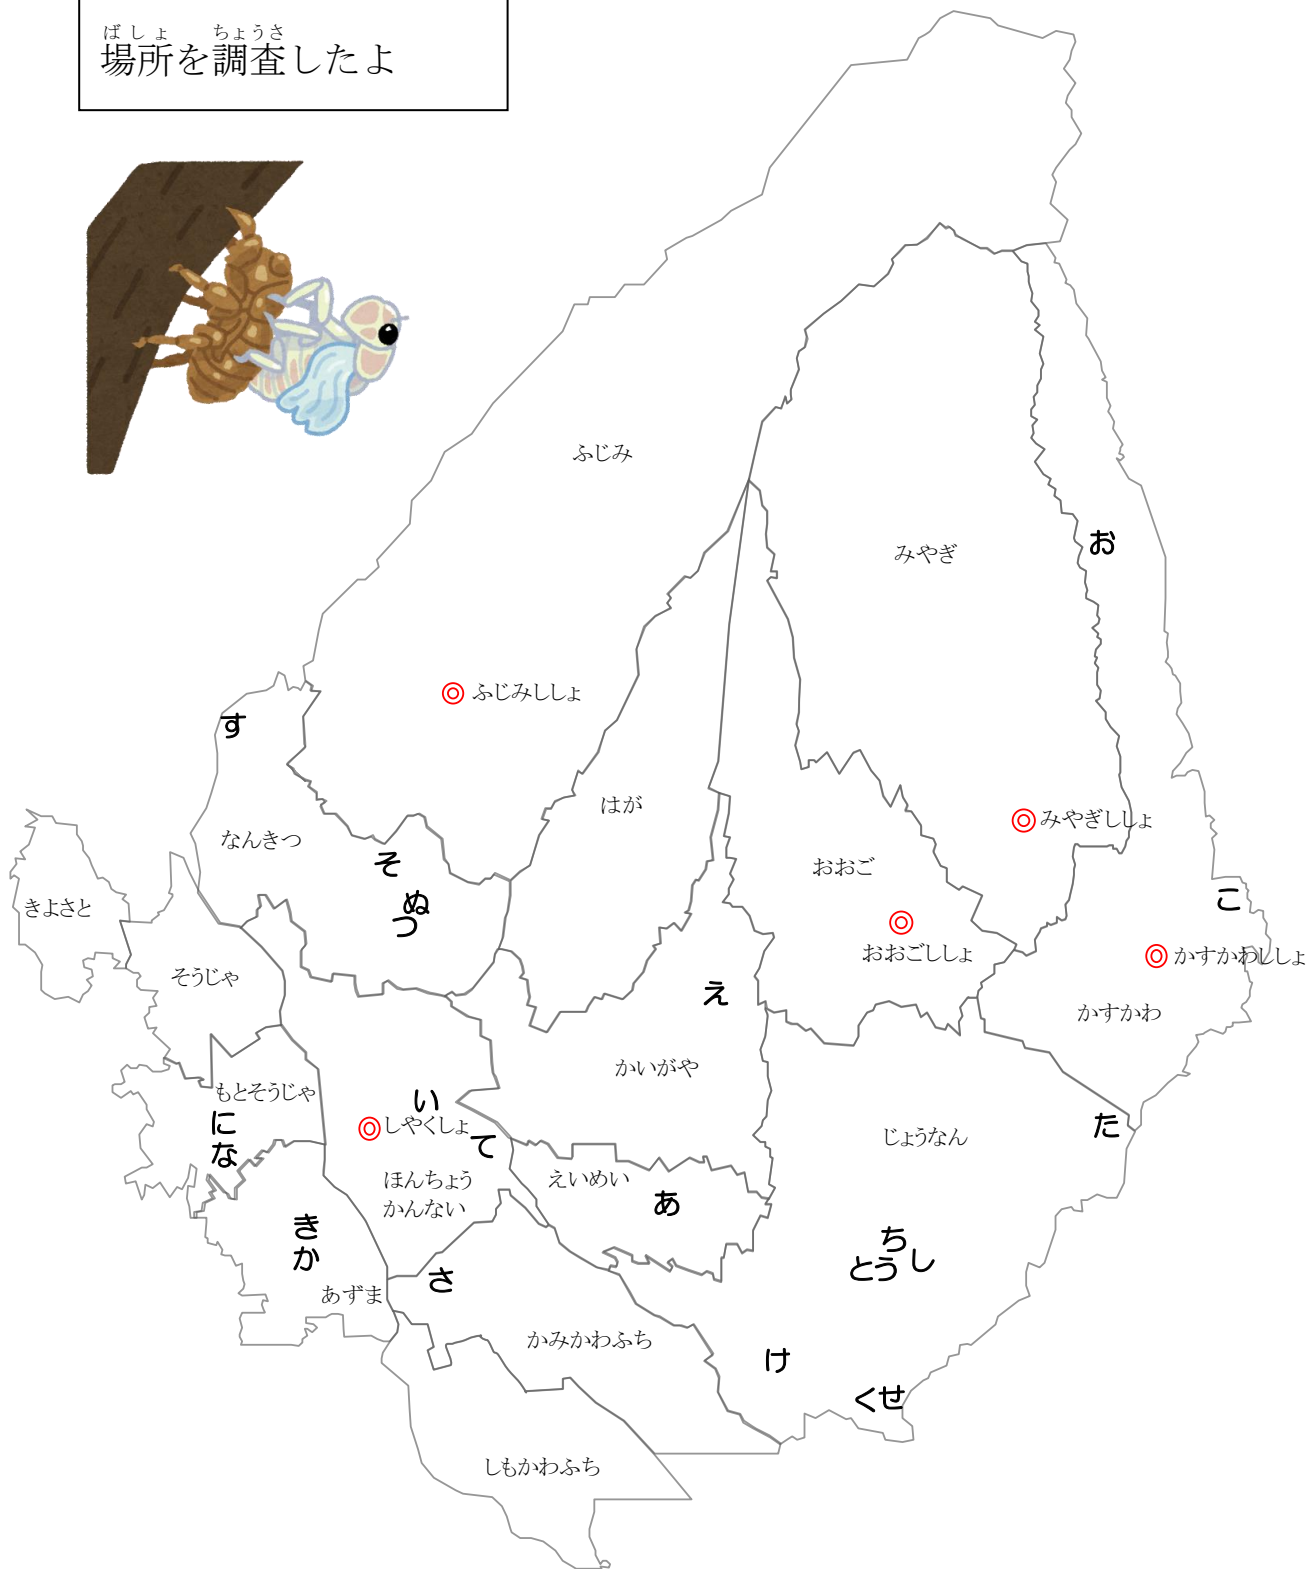 ばしょ ちょうさ
場所を調査したよ
ふじみ
お
みやぎ
ふじみししょ
す
はが
みやぎししょ
なんきつ
そ
おおご
ぬ
つ
こ
きよさと
おおごししょ
かすかわししょ
そうじゃ
え
かすかわ
かいがや
もとそうじゃ
い
しやくしょ
に
て
な
じょうなん
た
ほんちょう
かんない
えいめい
あ
き
か
ち
とうし
あずま
さ
かみかわふち
け
くせ
しもかわふち